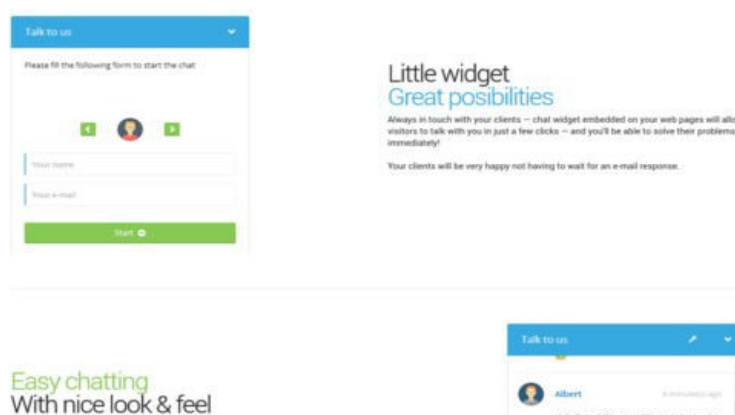 Talk to us
Please fill the following form to start the chat
Your name
Your e-mail
Start
Little widget
Great posibilities
Always in touch with your clients — chat widget embedded on your web pages will allo
visitors to talk with you in just a few clicks — and you'll be able to solve their problema
immediately!
Your clients will be very happy not having to wait for an e-mail response.
Easy chatting
With nice look & feel
Talk to us
Albert
4 minute(s) ago